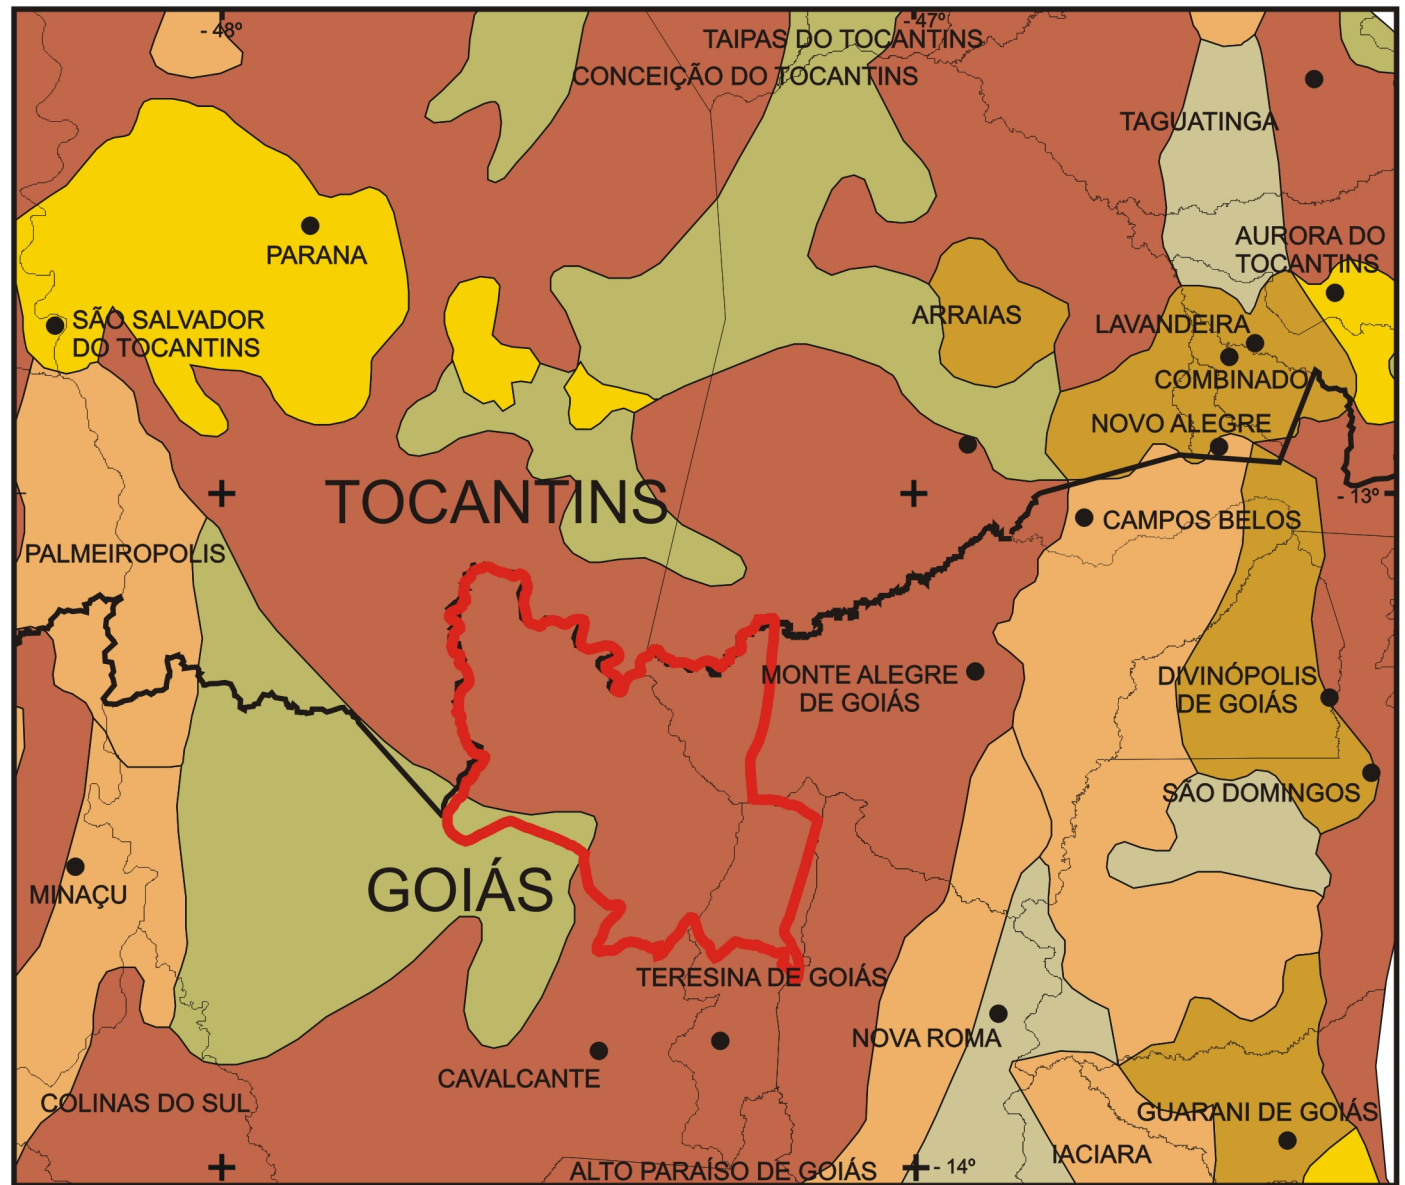 - 48º
- 47º
TAIPAS DO TOCANTINS
CONCEIÇÃO DO TOCANTINS
TAGUATINGA
PARANA
AURORA DO
TOCANTINS
SÃO SALVADOR
DO TOCANTINS
ARRAIAS
LAVANDEIRA
COMBINADO
NOVO ALEGRE
TOCANTINS
- 13º
CAMPOS BELOS
PALMEIROPOLIS
MONTE ALEGRE
DE GOIÁS
DIVINÓPOLIS
DE GOIÁS
SÃO DOMINGOS
GOIÁS
MINAÇU
TERESINA DE GOIÁS
NOVA ROMA
CAVALCANTE
COLINAS DO SUL
GUARANI DE GOIÁS
IACIARA
ALTO PARAÍSO DE GOIÁS
- 14º